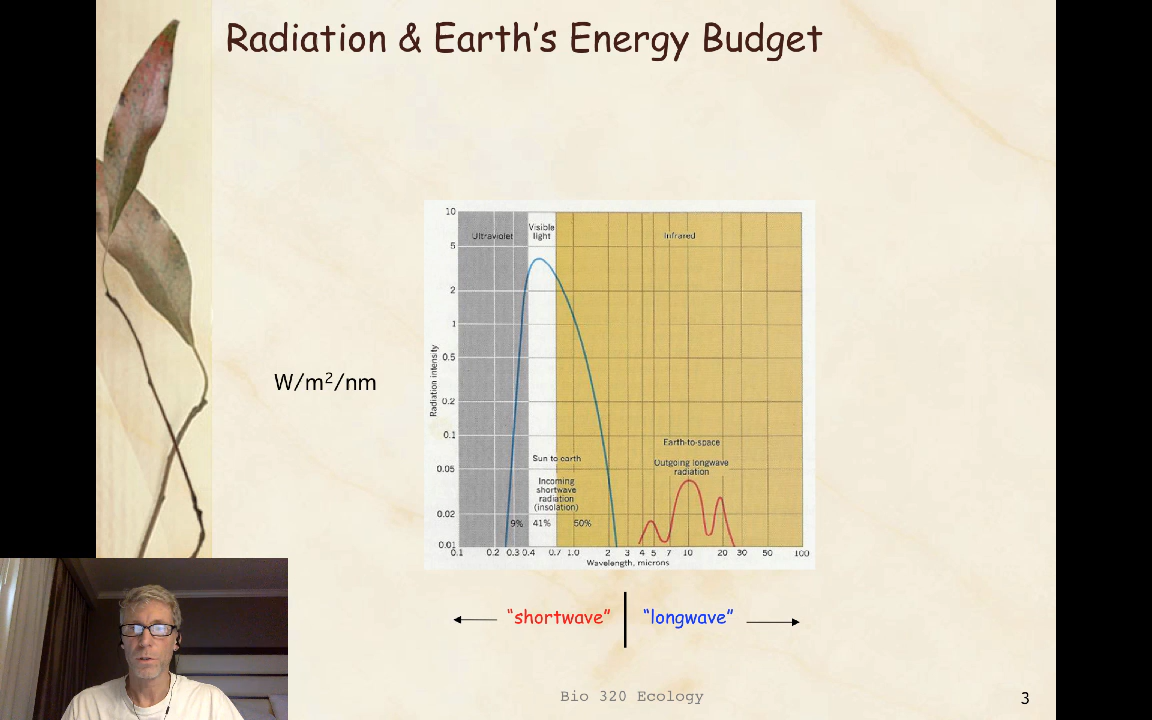 Radiation & Earth’s Energy Budget
10
5
2
1
0.5
0.2
0.1
0.05
0.02
0.01
Radiation intensity
W/m²/nm
Ultraviolet
Visible
light
Infrared
Sun to earth
Incoming
shortwave
radiation
(insolation)
9% 41% 50%
Earth-to-space
Outgoing longwave
radiation
0.1 0.2 0.3 0.4 0.7 1.0 2 3 4 5 7 10 20 30 50 100
Wavelength, microns
“shortwave” “longwave”
Bio 320 Ecology
3